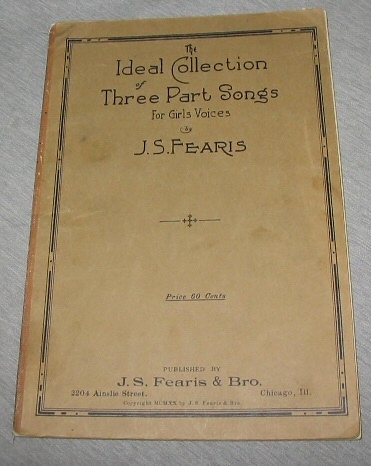 The
Ideal Collection
of
Three Part Songs
For Girls Voices
by
J.S. FEARIS
Price 60 Cents
PUBLISHED BY
J. S. Fearis & Bro.
2204 Ainslie Street. Chicago, Ill.
Copyright MCMXX by J. S. Fearis & Bro.